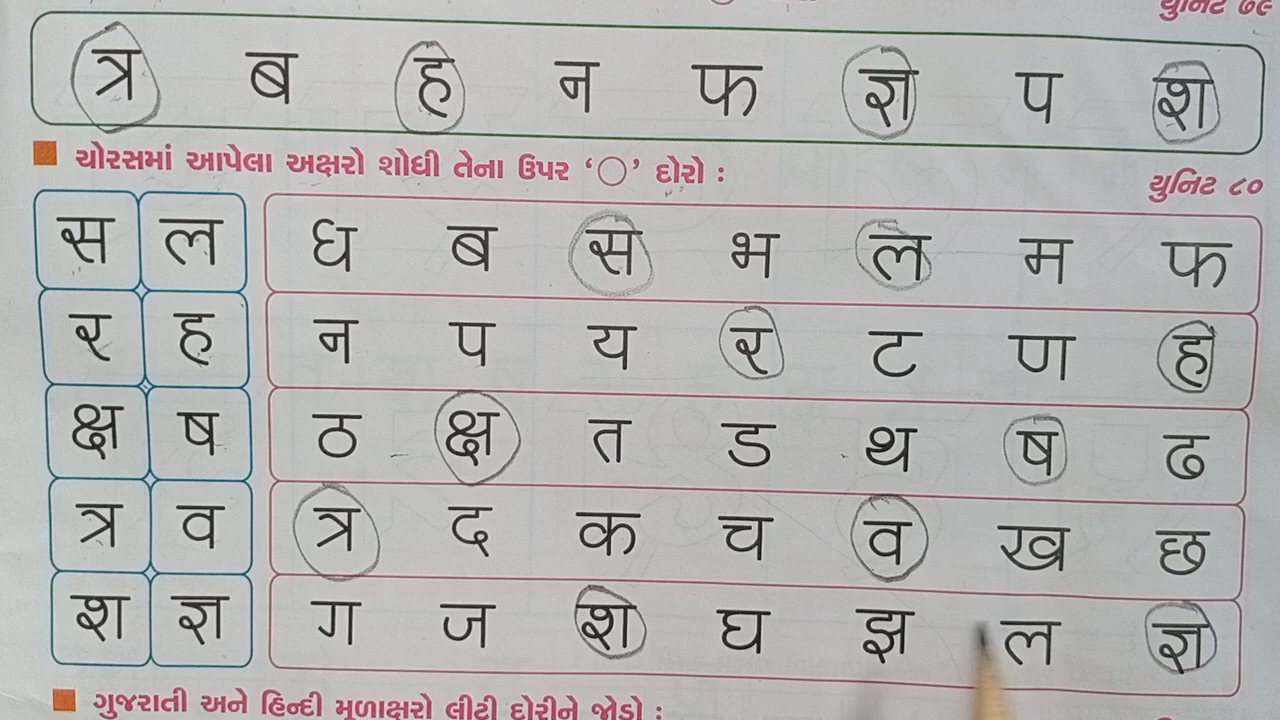 યુનિટ ૭૯
त्र ब ह न फ ज्ञ प श
ચોરસમાં આપેલા અક્ષરો શોધી તેના ઉપર ‘○’ દોરો :
યુનિટ ૮૦
स ल ध ब स भ ल म फ
र ह न प य र ट ण ह
क्ष ष ठ क्ष त ड थ ष ढ
त्र व त्र द क च व ख छ
श ज्ञ ग ज श घ झ ल ज्ञ
ગુજરાતી અને હિન્દી મૂળાક્ષરો લીટી દોરીને જોડો :